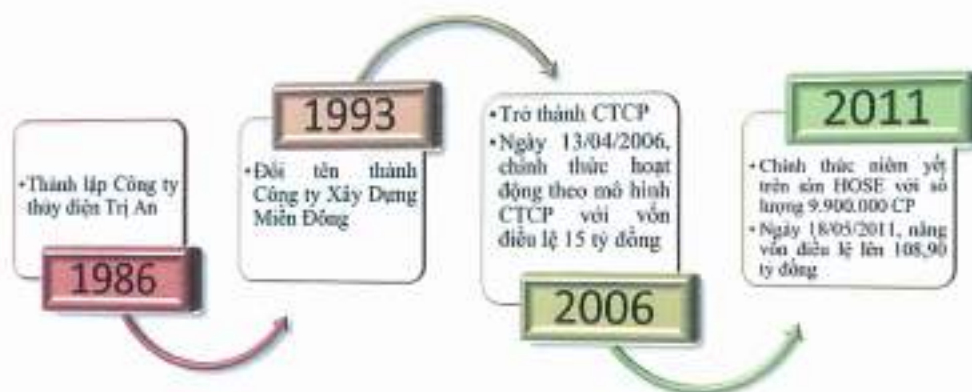 •Thành lập Công ty
thủy điện Trị An
1986
1993
•Đổi tên thành
Công ty Xây Dựng
Miền Đông
•Trở thành CTCP
•Ngày 13/04/2006,
chính thức hoạt
động theo mô hình
CTCP với vốn
điều lệ 15 tỷ đồng
2006
2011
•Chính thức niêm yết
trên sàn HOSE với số
lượng 9.900.000 CP
•Ngày 18/05/2011, nâng
vốn điều lệ lên 108,90
tỷ đồng